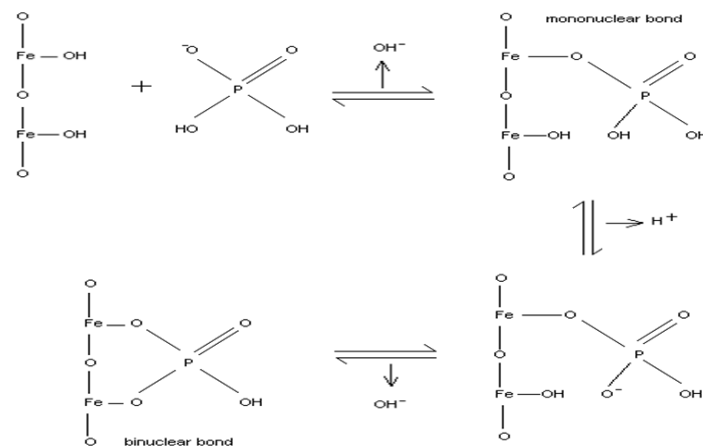 O
Fe OH
O
Fe OH
O
+
⁻O O
P
HO OH
OH⁻
mononuclear bond
O
Fe O O
O P
Fe OH OH OH
O
H⁺
O
Fe O O
O P
Fe OH O⁻ OH
O
OH⁻
O
Fe O O
O P
Fe O OH
O
binuclear bond